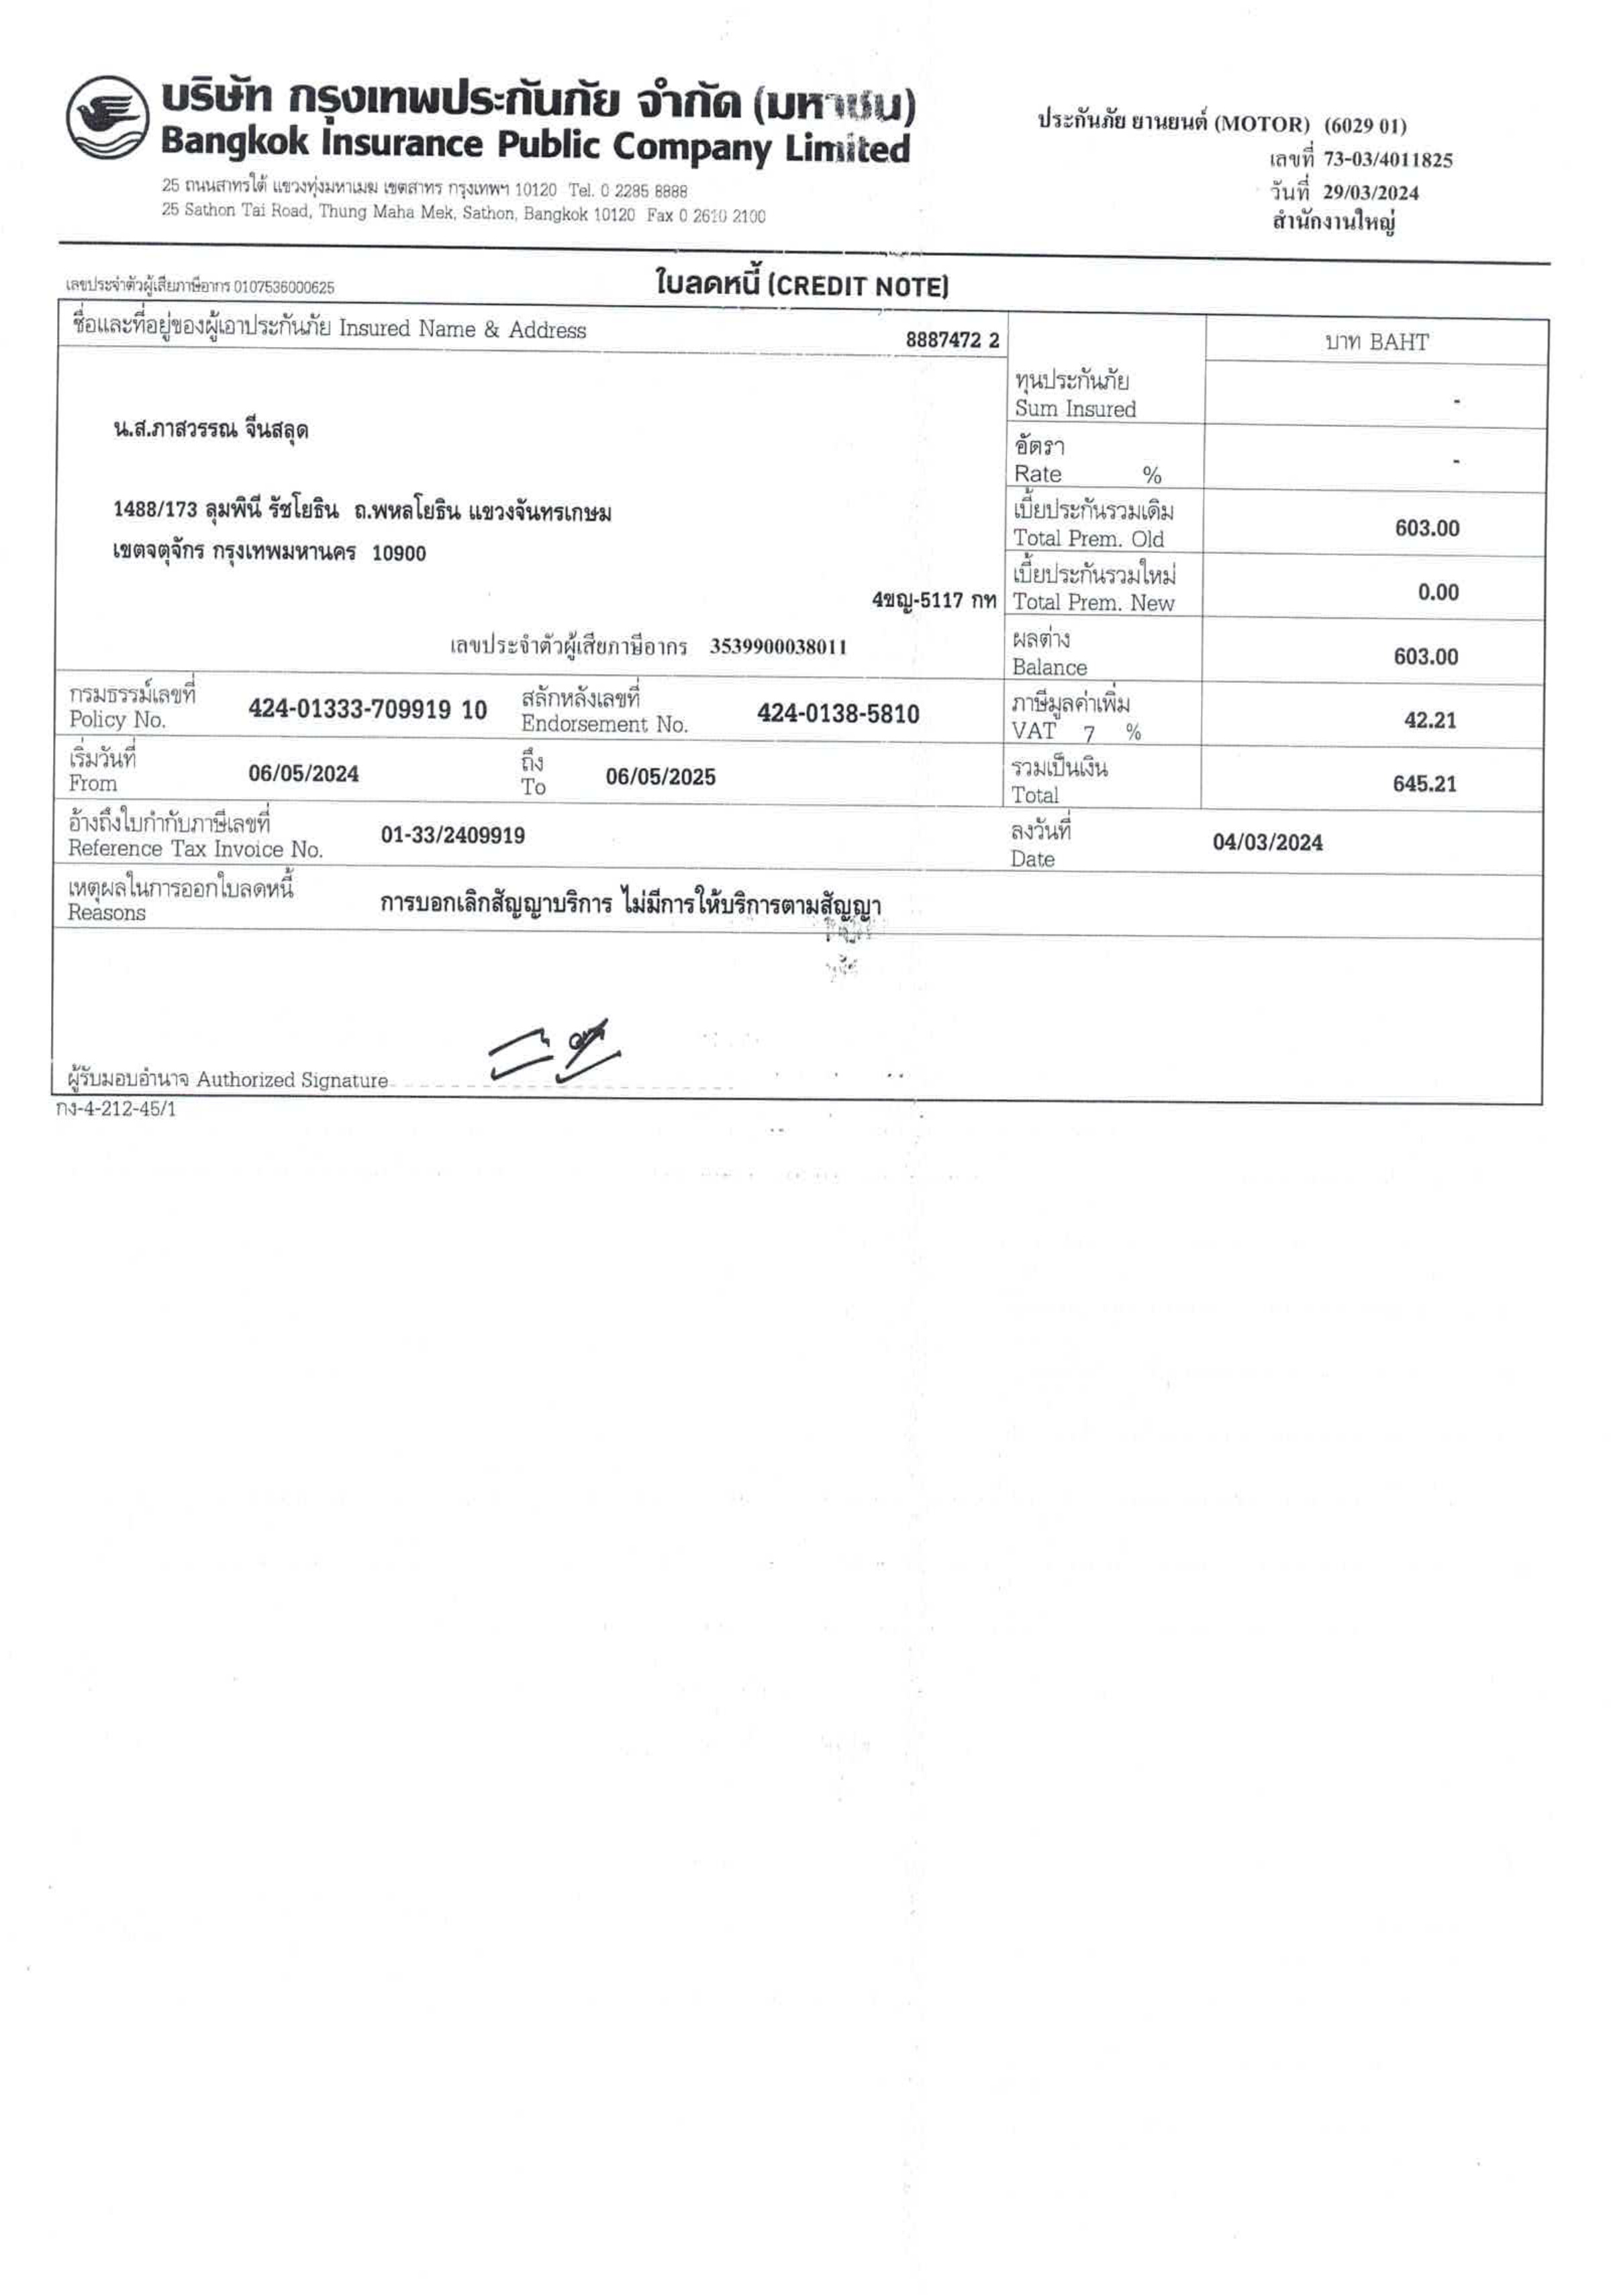 บริษัท กรุงเทพประกันภัย จำกัด (มหาชน)
Bangkok Insurance Public Company Limited
25 ถนนสาทรใต้ แขวงทุ่งมหาเมฆ เขตสาทร กรุงเทพฯ 10120 Tel. 0 2285 8888
25 Sathon Tai Road, Thung Maha Mek, Sathon, Bangkok 10120 Fax 0 2610 2100
ประกันภัย ยานยนต์ (MOTOR) (6029 01)
เลขที่ 73-03/4011825
วันที่ 29/03/2024
สำนักงานใหญ่
เลขประจำตัวผู้เสียภาษีอากร 0107536000625
ใบลดหนี้ (CREDIT NOTE)
ชื่อและที่อยู่ของผู้เอาประกันภัย Insured Name & Address 8887472 2
บาท BAHT
น.ส.ภาสวรรณ จีนสลุด
1488/173 ลุมพินี รัชโยธิน ถ.พหลโยธิน แขวงจันทรเกษม
เขตจตุจักร กรุงเทพมหานคร 10900
4ขญ-5117 กท
เลขประจำตัวผู้เสียภาษีอากร 3539900038011
ทุนประกันภัย
Sum Insured -
อัตรา
Rate % -
เบี้ยประกันรวมเดิม
Total Prem. Old 603.00
เบี้ยประกันรวมใหม่
Total Prem. New 0.00
ผลต่าง
Balance 603.00
กรมธรรม์เลขที่
Policy No. 424-01333-709919 10
สลักหลังเลขที่
Endorsement No. 424-0138-5810
ภาษีมูลค่าเพิ่ม
VAT 7 % 42.21
เริ่มวันที่
From 06/05/2024
ถึง
To 06/05/2025
รวมเป็นเงิน
Total 645.21
อ้างถึงใบกำกับภาษีเลขที่
Reference Tax Invoice No. 01-33/2409919
ลงวันที่
Date 04/03/2024
เหตุผลในการออกใบลดหนี้
Reasons การบอกเลิกสัญญาบริการ ไม่มีการให้บริการตามสัญญา
ผู้รับมอบอำนาจ Authorized Signature
กง-4-212-45/1